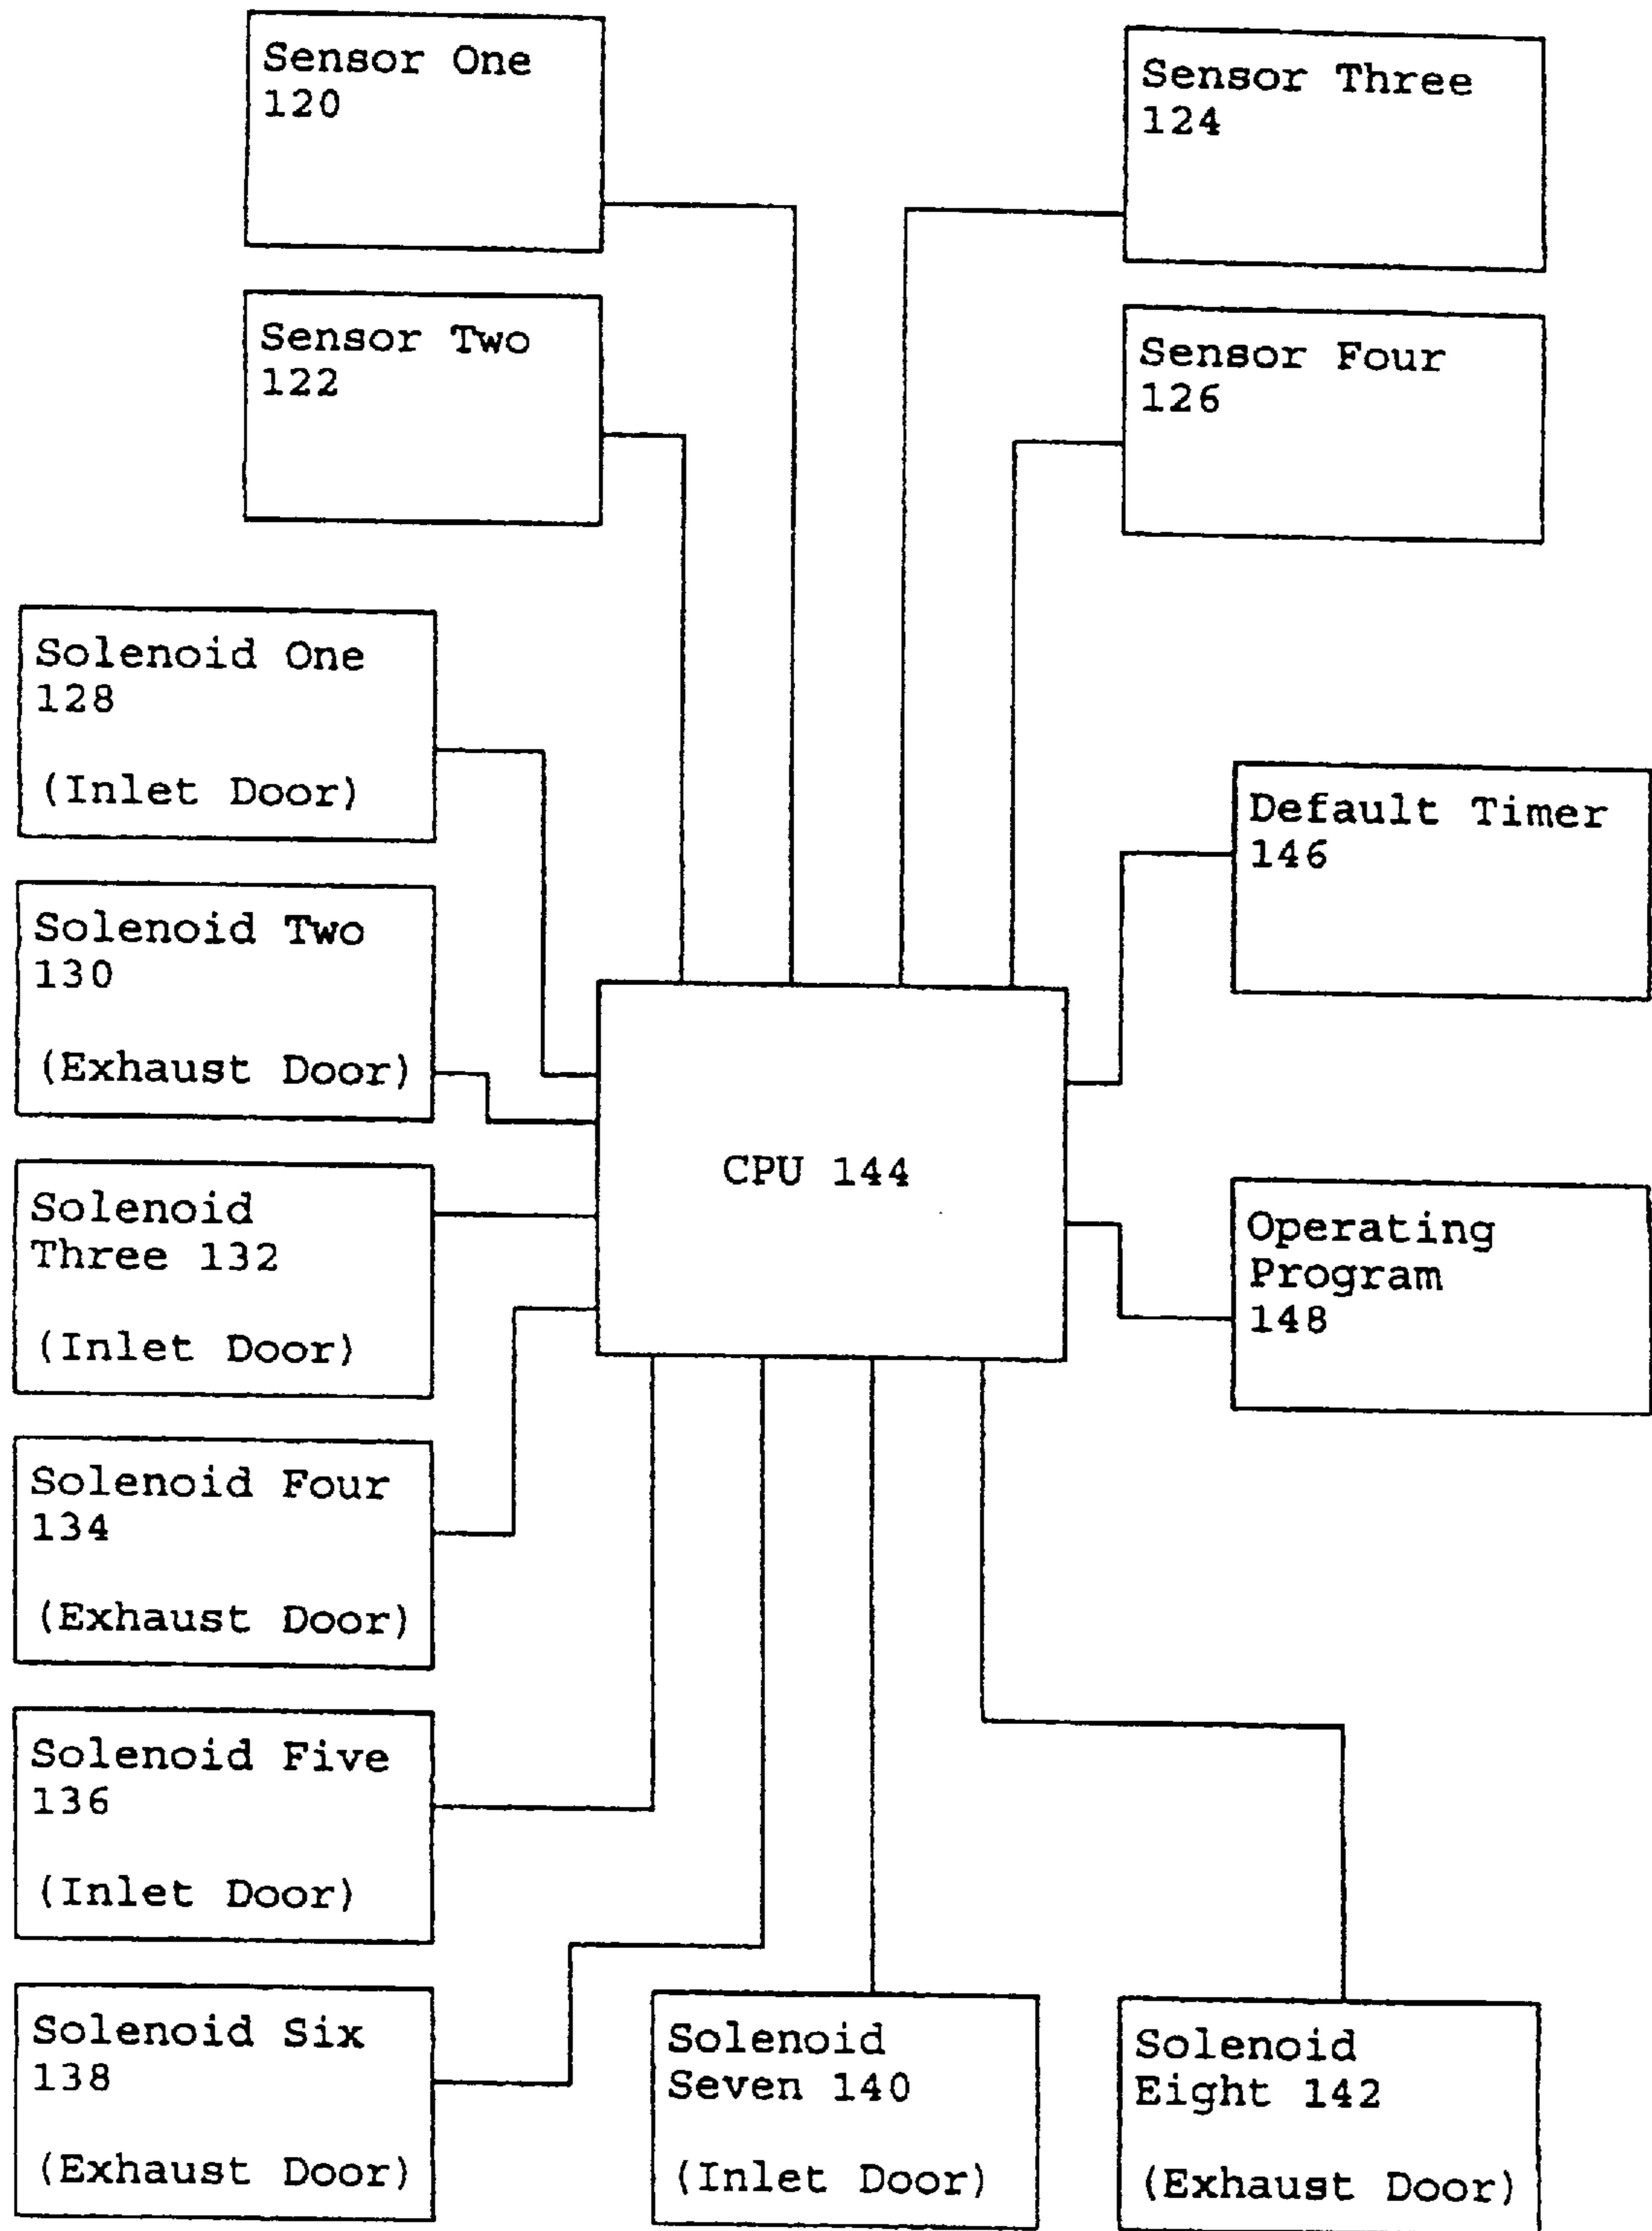 Sensor One
120
Sensor Three
124
Sensor Two
122
Sensor Four
126
Solenoid One
128
(Inlet Door)
Default Timer
146
Solenoid Two
130
(Exhaust Door)
CPU 144
Solenoid
Three 132
(Inlet Door)
Operating
Program
148
Solenoid Four
134
(Exhaust Door)
Solenoid Five
136
(Inlet Door)
Solenoid Six
138
(Exhaust Door)
Solenoid
Seven 140
(Inlet Door)
Solenoid
Eight 142
(Exhaust Door)